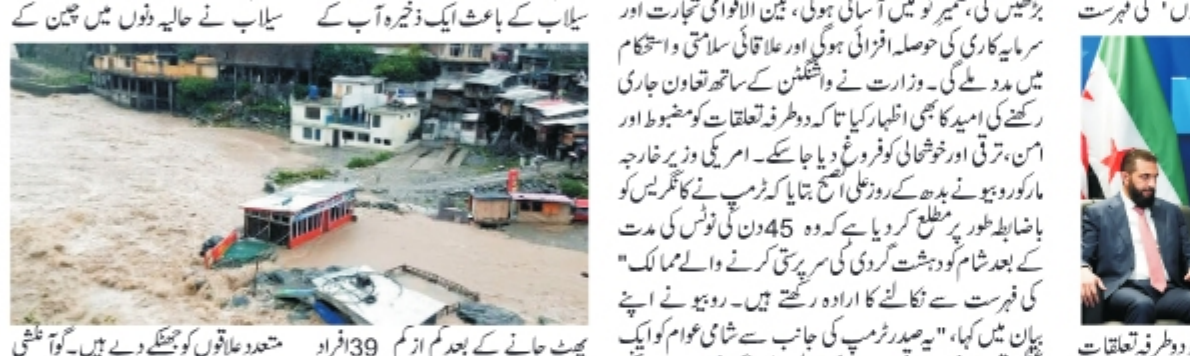 وں" کی فہرست
دوطرفہ تعلقات
بڑھیں گی، تعمیر نو میں آسانی ہوگی، بین الاقوامی تجارت اور
سرمایہ کاری کی حوصلہ افزائی ہوگی اور علاقائی سلامتی و استحکام
میں مدد ملے گی۔ وزارت نے واشنگٹن کے ساتھ تعاون جاری
رکھنے کی امید کا بھی اظہار کیا تا کہ دوطرفہ تعلقات کو مضبوط اور
امن، ترقی اور خوشحالی کو فروغ دیا جا سکے۔ امریکی وزیر خارجہ
مارکو روبیو نے بدھ کے روز علی الصبح بتایا کہ ٹرمپ نے کانگریس کو
باضابطہ طور پر مطلع کر دیا ہے کہ وہ 45 دن کی نوٹس کی مدت
کے بعد شام کو دہشت گردی کی سرپرستی کرنے والے ممالک"
کی فہرست سے نکالنے کا ارادہ رکھتے ہیں۔ روبیو نے اپنے
بیان میں کہا، "یہ صدر ٹرمپ کی جانب سے شامی عوام کو ایک
سیلاب کے باعث ایک ذخیرہ آب کے
پھٹ جانے کے بعد کم از کم 39 افراد
سیلاب نے حالیہ دنوں میں چین کے
متعدد علاقوں کو جھٹکے دیے ہیں۔ گوآنگشی